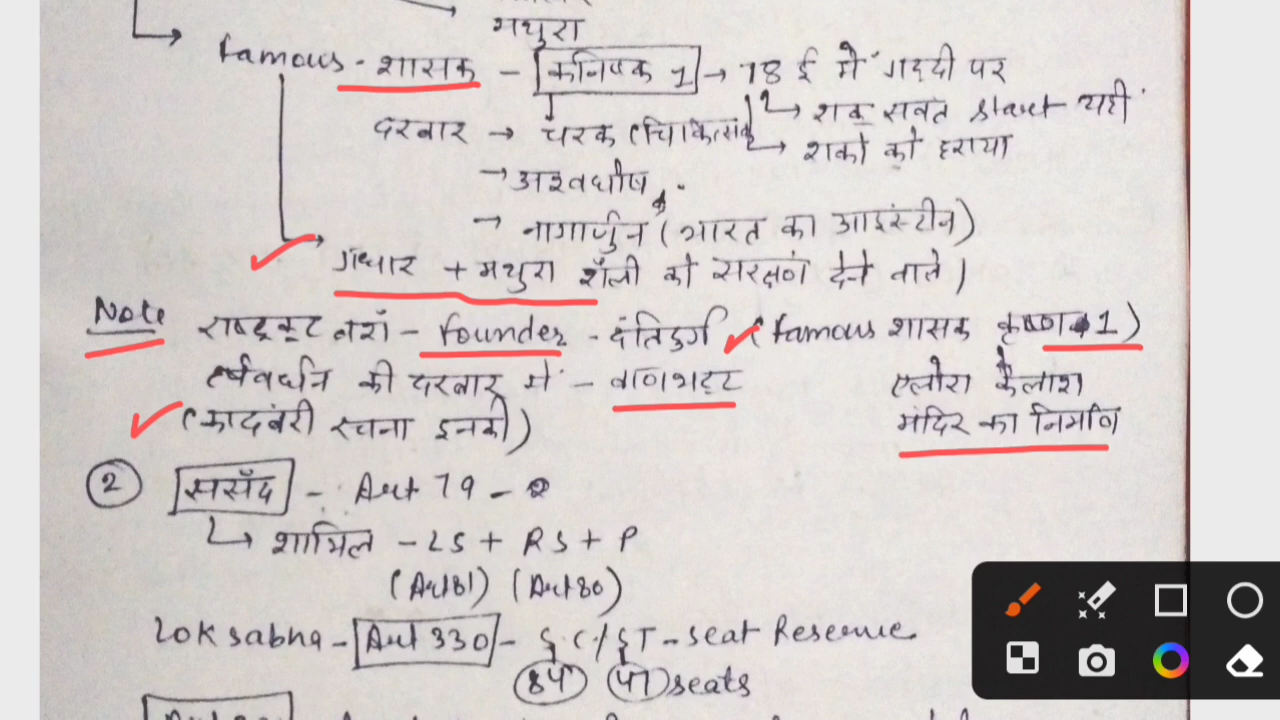 मथुरा
Famous - शासक - कनिष्क 1 → 78 ई में गद्दी पर
→ शक सवंत start यही
दरबार → चरक (चिकित्सक)
→ शको को हराया
→ अश्वघोष
→ नागार्जुन (भारत का आइंस्टीन)
→ गंधार + मथुरा शैली को सरक्षण देने वाले)
Note राष्ट्रकूट वंश - founder - दंतिदुर्ग (famous शासक कृष्ण 1)
हर्षवर्धन की दरबार में - बाणभट्ट
एलोरा कैलाश
(कादंबरी रचना इनकी)
मंदिर का निर्माण
② संसद - Art 79 -
↳ शामिल - LS + RS + P
(Art 81) (Art 80)
Lok sabha - Art 330 - SC/ST - seat Reserve
84 47 seats